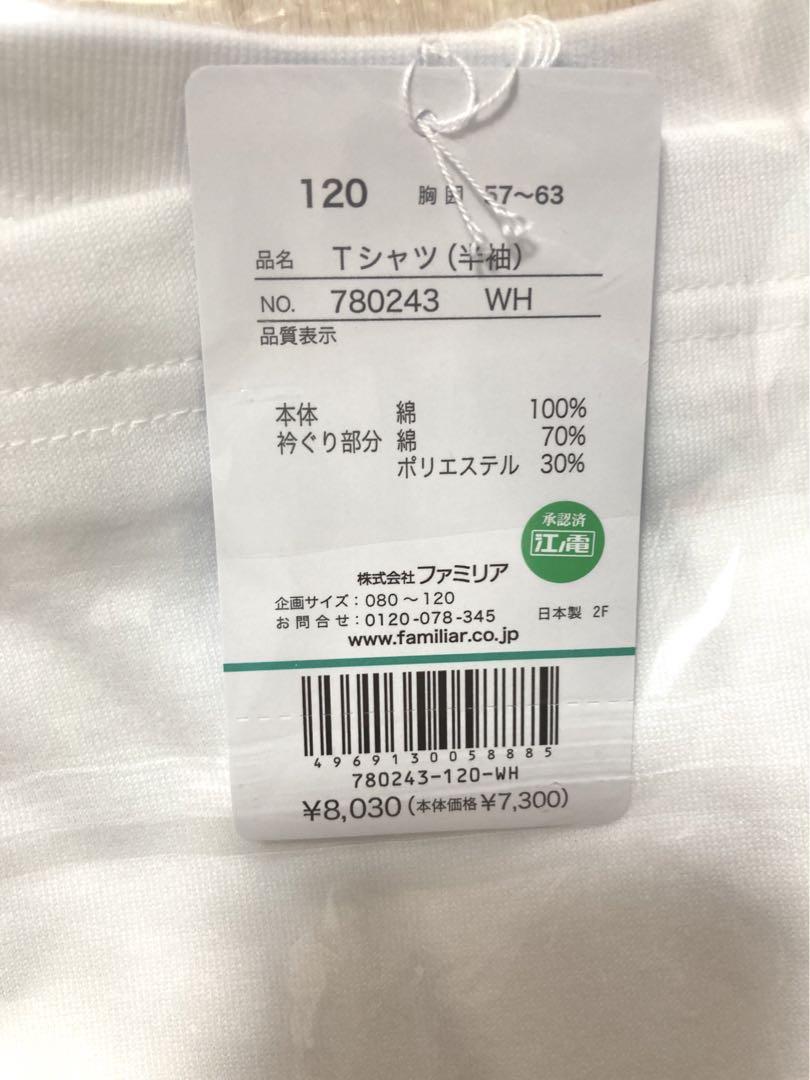 120 胸囲 57〜63
品名 Tシャツ(半袖)
NO. 780243 WH
品質表示
本体 綿 100%
衿ぐり部分 綿 70%
ポリエステル 30%
承認済
江ノ電
株式会社ファミリア
企画サイズ：080〜120
お問合せ：0120-078-345
日本製 2F
www.familiar.co.jp
4969130058885
780243-120-WH
¥8,030(本体価格¥7,300)